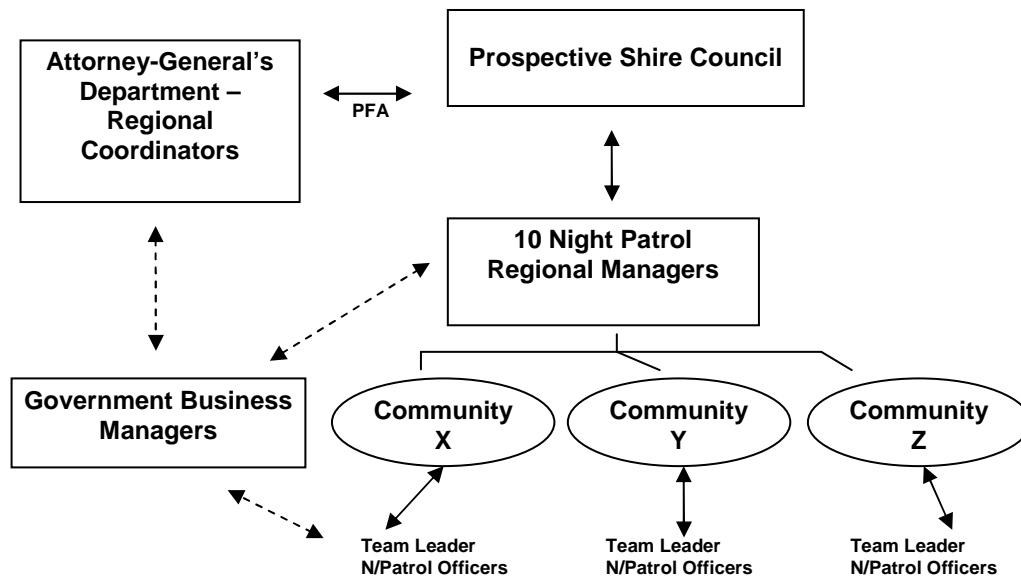 Attorney-General’s
Department –
Regional
Coordinators
PFA
Prospective Shire Council
10 Night Patrol
Regional Managers
Government Business
Managers
Community
X
Community
Y
Community
Z
Team Leader
N/Patrol Officers
Team Leader
N/Patrol Officers
Team Leader
N/Patrol Officers